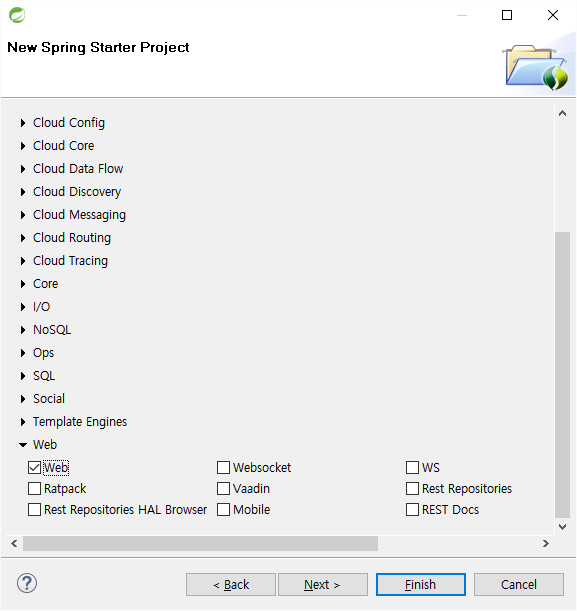 New Spring Starter Project
Cloud Config
Cloud Core
Cloud Data Flow
Cloud Discovery
Cloud Messaging
Cloud Routing
Cloud Tracing
Core
I/O
NoSQL
Ops
SQL
Social
Template Engines
Web
Web Websocket WS
Ratpack Vaadin Rest Repositories
Rest Repositories HAL Browser Mobile REST Docs
? < Back Next > Finish Cancel